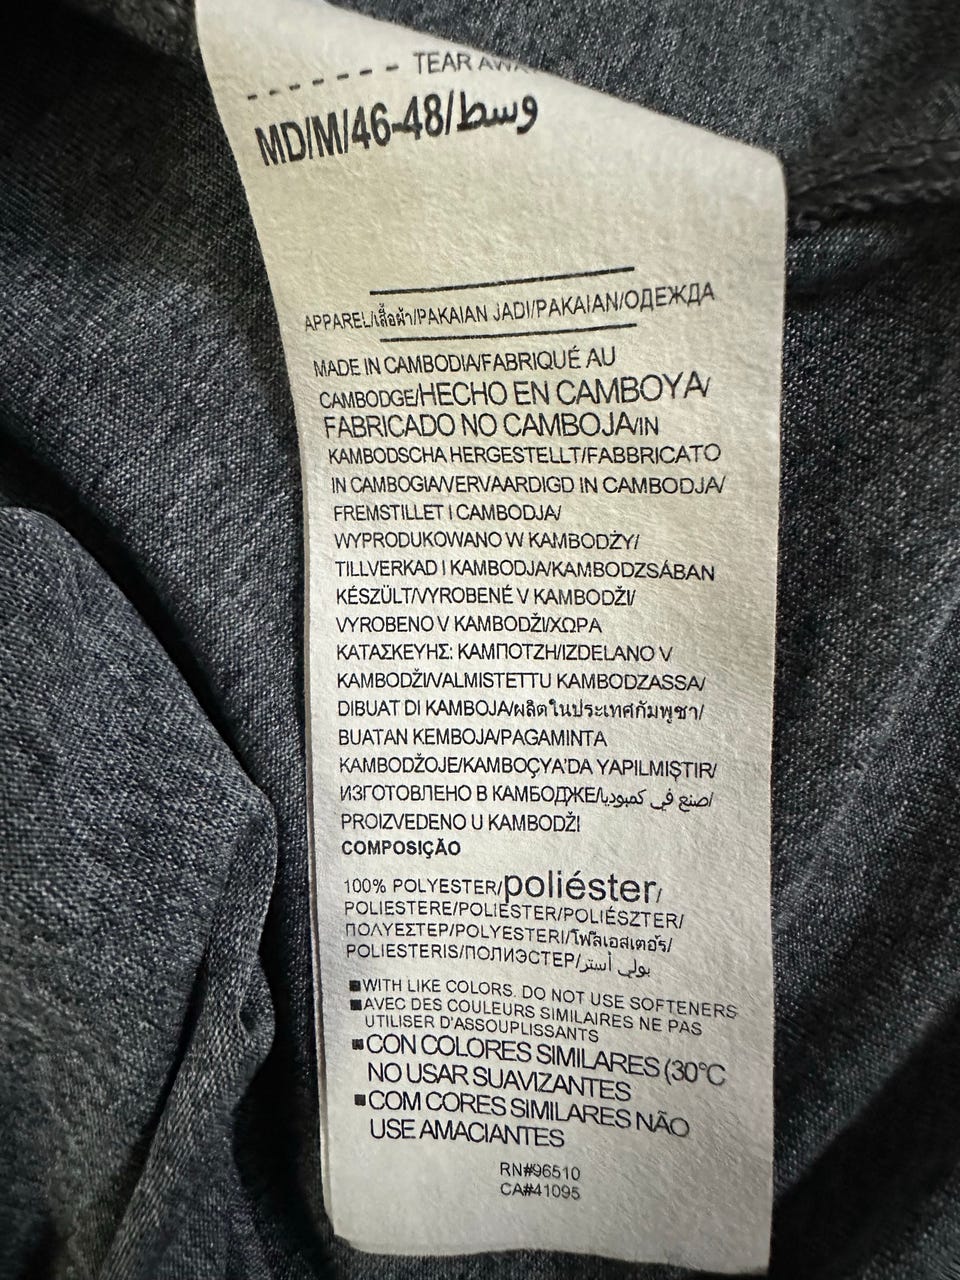 TEAR AWAY
MD/M/46-48/وسط
APPAREL/เสื้อผ้า/PAKAIAN JADI/PAKAIAN/ОДЕЖДА
MADE IN CAMBODIA/FABRIQUÉ AU
CAMBODGE/HECHO EN CAMBOYA/
FABRICADO NO CAMBOJA/IN
KAMBODSCHA HERGESTELLT/FABBRICATO
IN CAMBOGIA/VERVAARDIGD IN CAMBODJA/
FREMSTILLET I CAMBODJA/
WYPRODUKOWANO W KAMBODŻY/
TILLVERKAD I KAMBODJA/KAMBODZSÁBAN
KÉSZÜLT/VYROBENÉ V KAMBODŽI/
VYROBENO V KAMBODŽI/ΧΩΡΑ
ΚΑΤΑΣΚΕΥΗΣ: ΚΑΜΠΟΤΖΗ/IZDELANO V
KAMBODŽI/VALMISTETTU KAMBODZASSA/
DIBUAT DI KAMBOJA/ผลิตในประเทศกัมพูชา/
BUATAN KEMBOJA/PAGAMINTA
KAMBODŽOJE/KAMBOÇYA'DA YAPILMIŞTIR/
ИЗГОТОВЛЕНО В КАМБОДЖЕ/صنع في كمبوديا/
PROIZVEDENO U KAMBODŽI
COMPOSIÇÃO
100% POLYESTER/poliéster/
POLIESTERE/POLIESTER/POLIÉSZTER/
ΠΟΛΥΕΣΤΕΡ/POLYESTERI/โพลีเอสเตอร์/
POLIESTERIS/ПОЛИЭСТЕР/بولي أستر
■WITH LIKE COLORS. DO NOT USE SOFTENERS
■AVEC DES COULEURS SIMILAIRES NE PAS
UTILISER D'ASSOUPLISSANTS
■CON COLORES SIMILARES (30°C
NO USAR SUAVIZANTES
■COM CORES SIMILARES NÃO
USE AMACIANTES
RN#96510
CA#41095